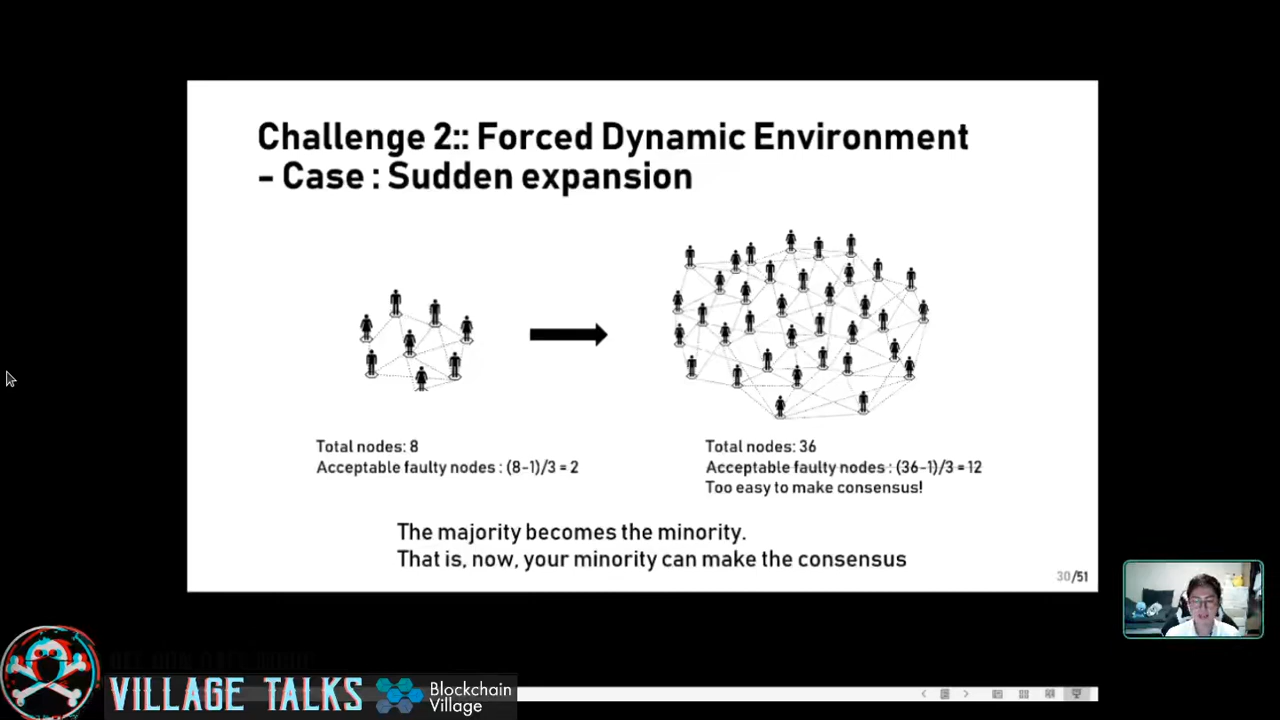 Challenge 2:: Forced Dynamic Environment
- Case : Sudden expansion
Total nodes: 8
Acceptable faulty nodes : (8-1)/3 = 2
Total nodes: 36
Acceptable faulty nodes : (36-1)/3 = 12
Too easy to make consensus!
The majority becomes the minority.
That is, now, your minority can make the consensus
30/51
VILLAGE TALKS
Blockchain
Village